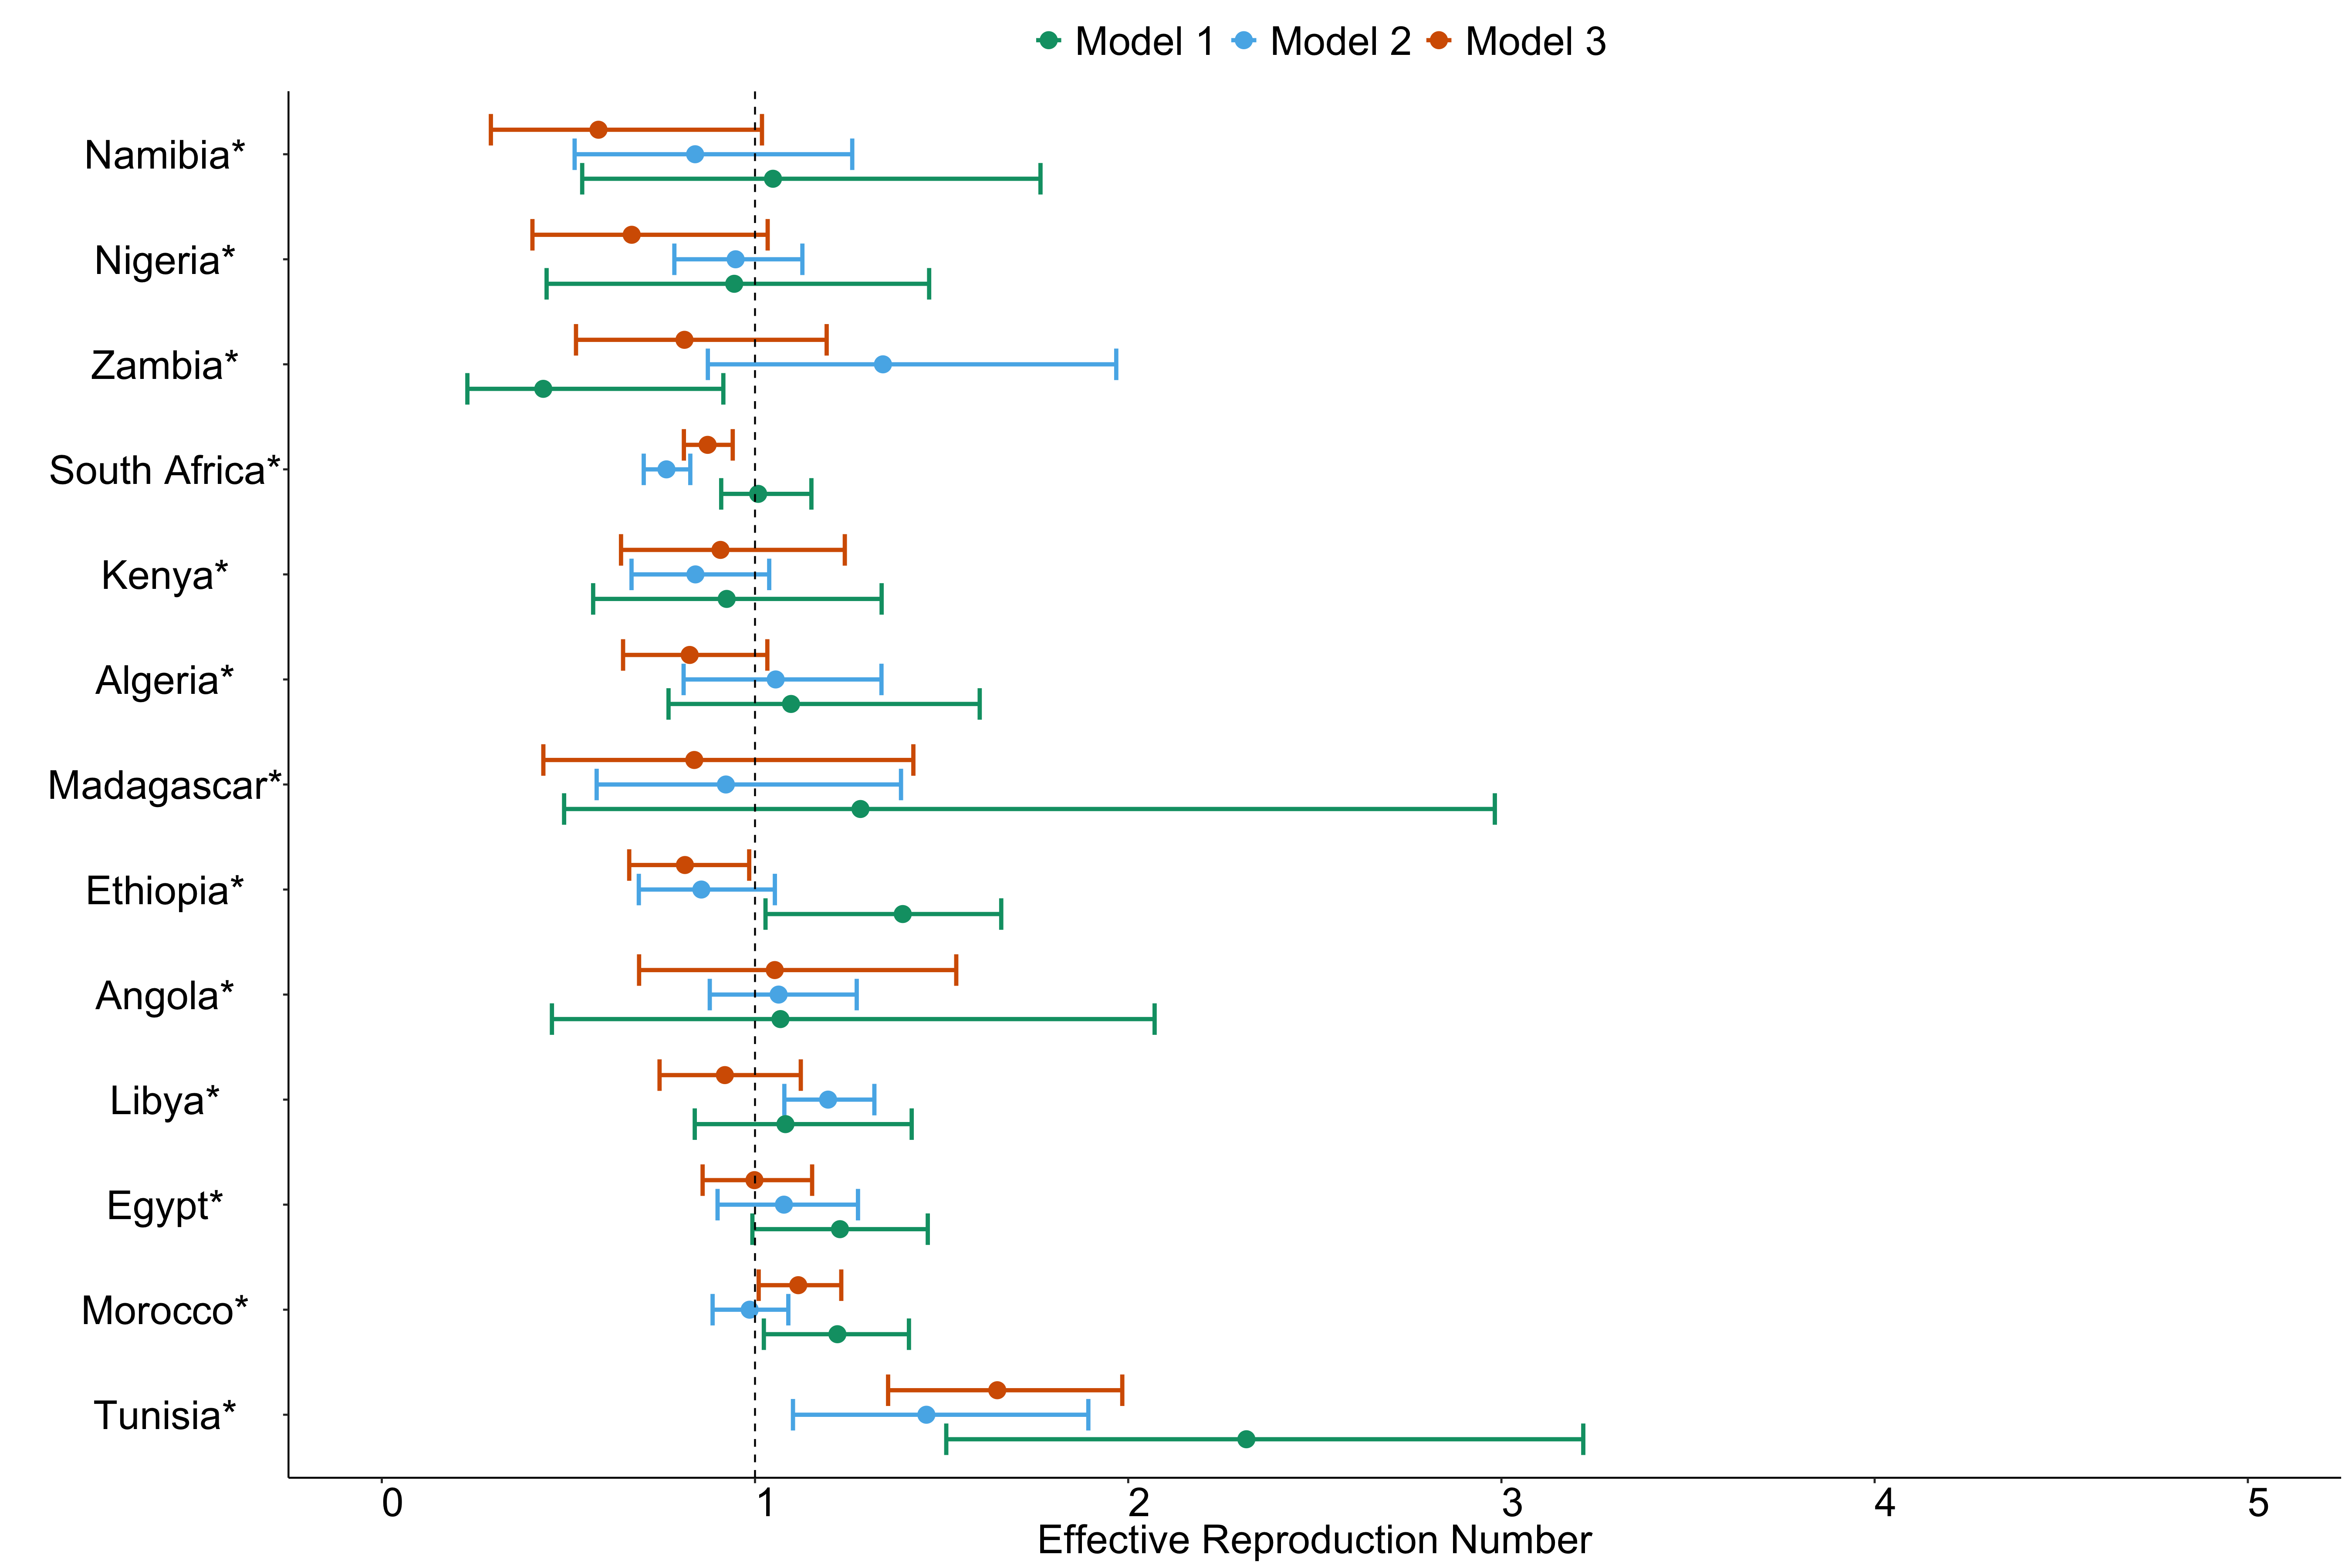 Model 1 Model 2 Model 3
Namibia*
Nigeria*
Zambia*
South Africa*
Kenya*
Algeria*
Madagascar*
Ethiopia*
Angola*
Libya*
Egypt*
Morocco*
Tunisia*
0 1 2 3 4 5
Effective Reproduction Number